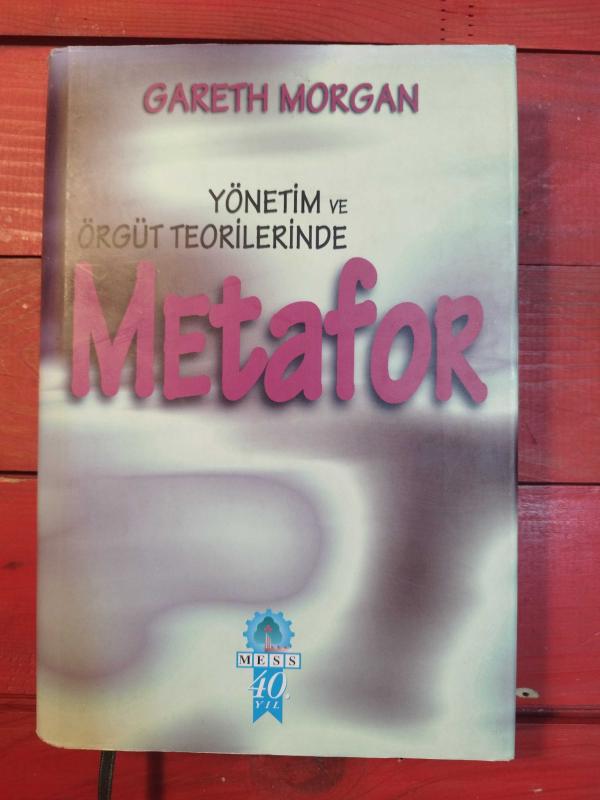 GARETH MORGAN
YÖNETİM VE
ÖRGÜT TEORİLERİNDE
Metafor
MESS
40.
YIL